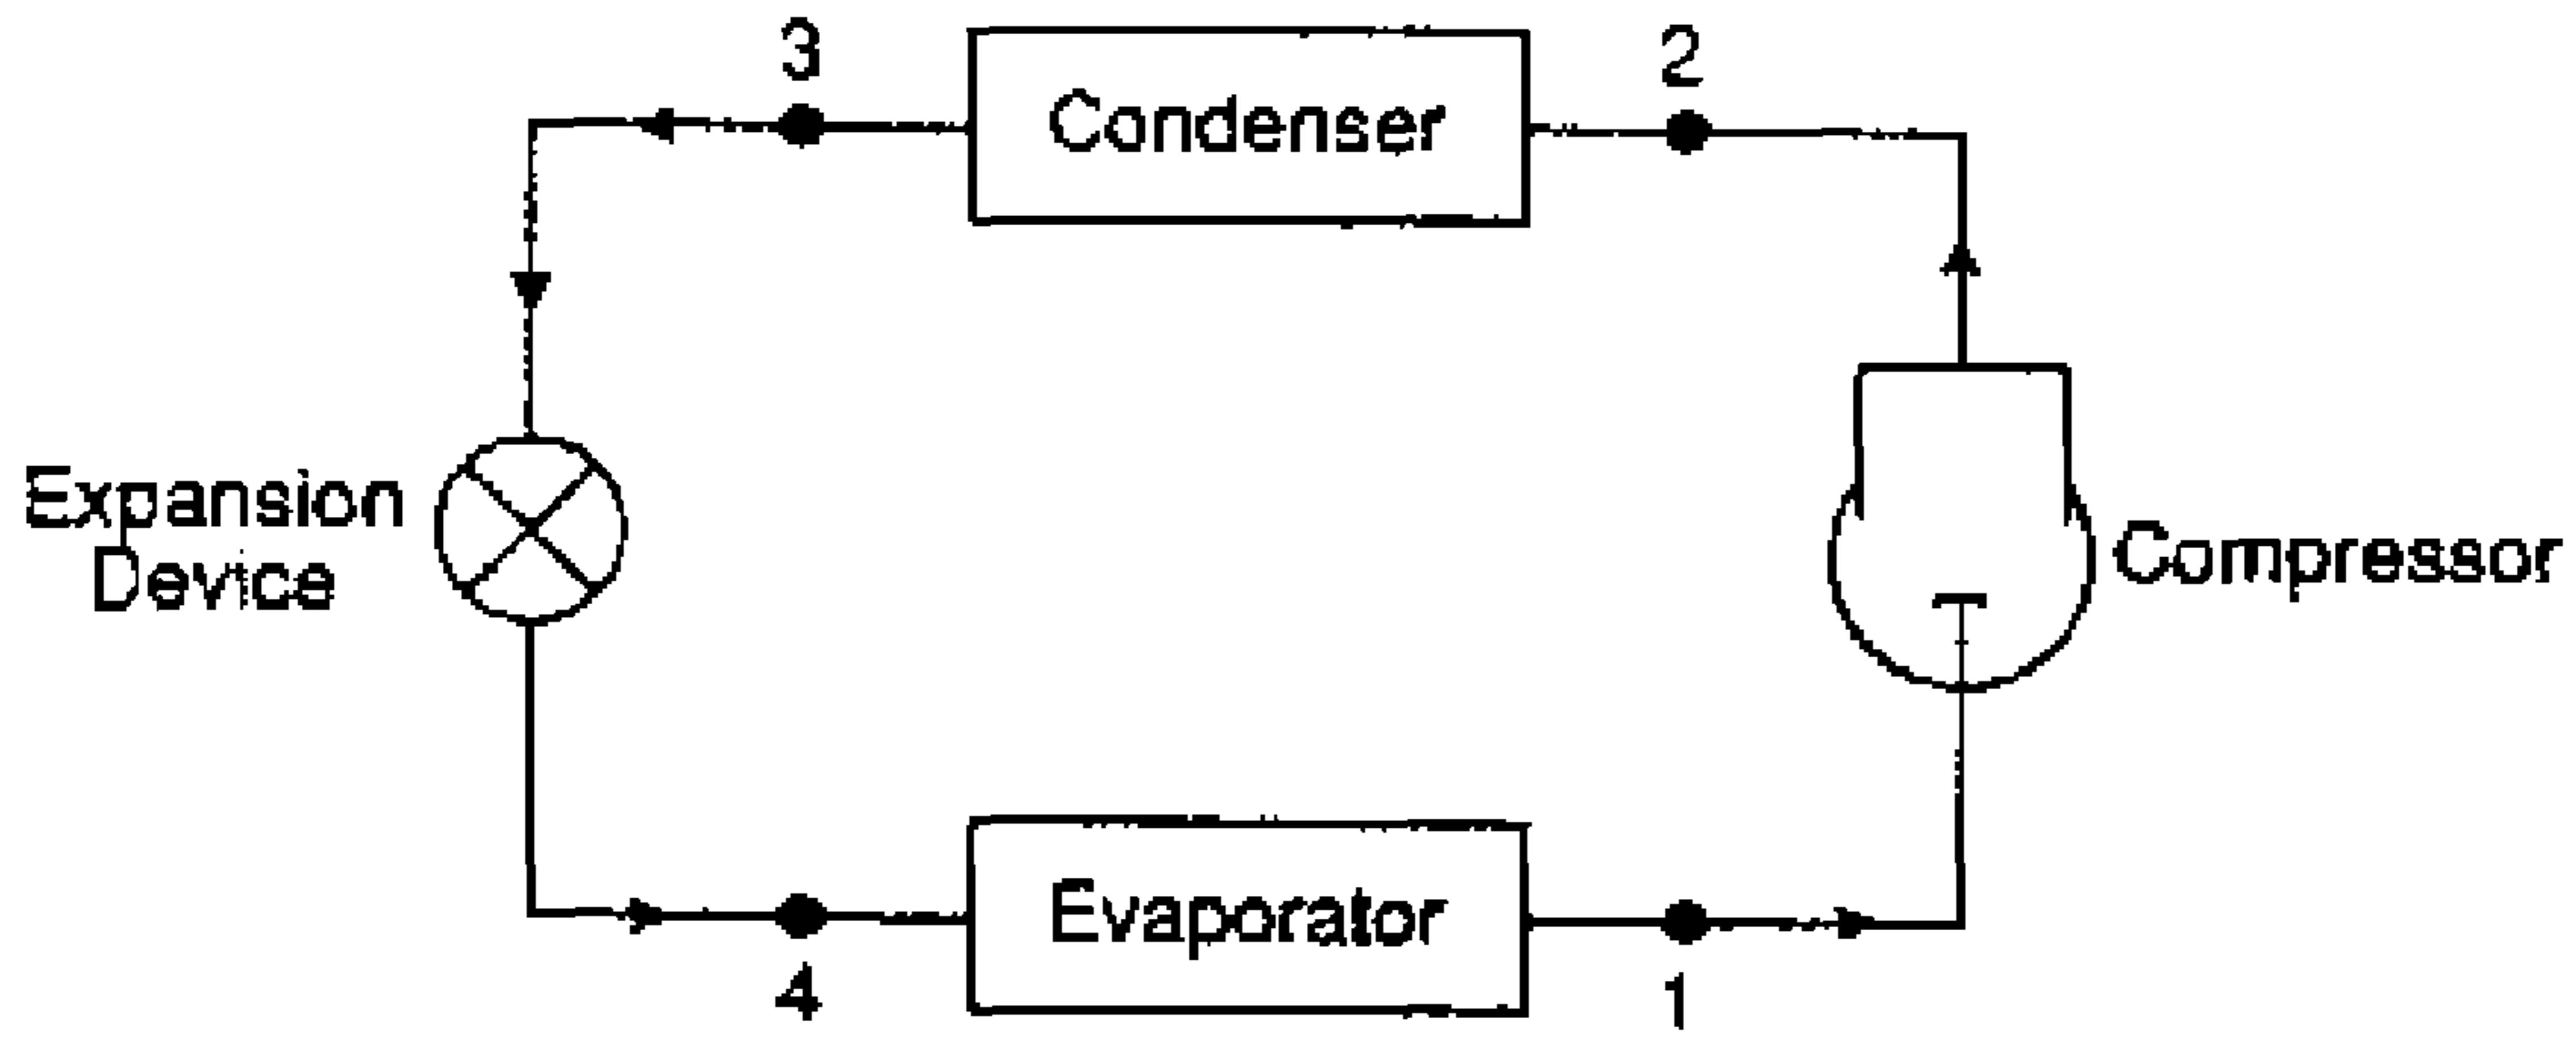 3
2
Condenser
Expansion
Device
Compressor
Evaporator
4
1